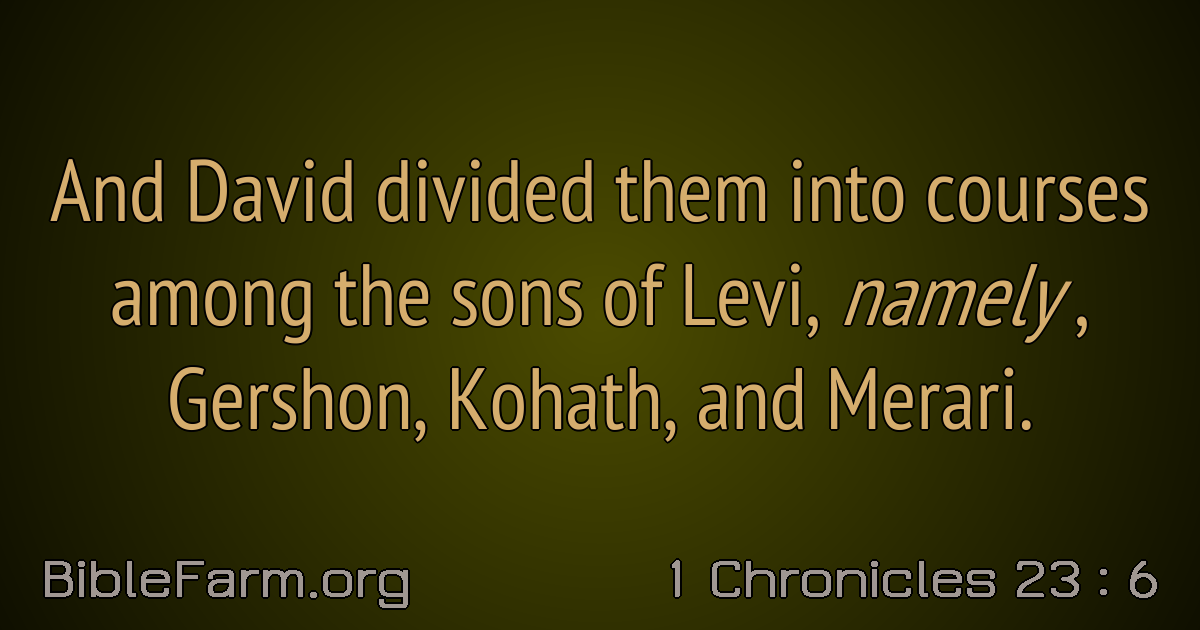 And David divided them into courses
among the sons of Levi, namely ,
Gershon, Kohath, and Merari.
BibleFarm.org
1 Chronicles 23 : 6